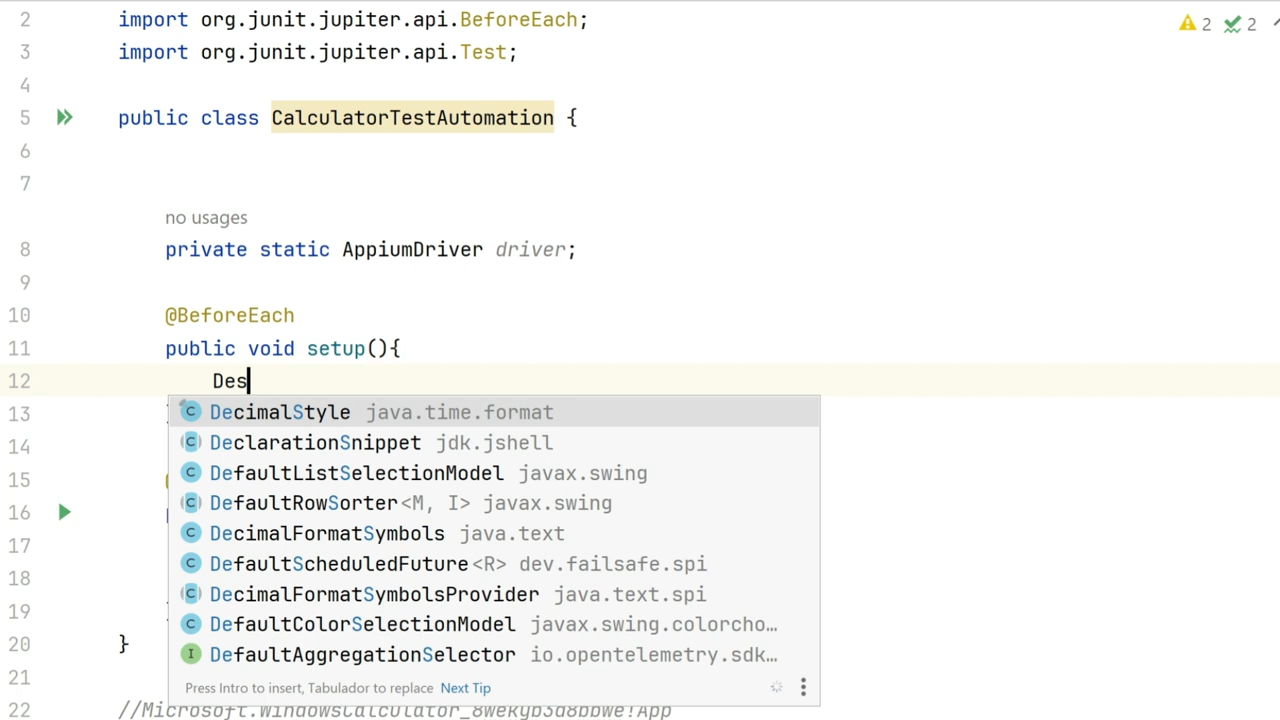 2 import org.junit.jupiter.api.BeforeEach;
⚠ 2 ✓ 2
3 import org.junit.jupiter.api.Test;
4
5 public class CalculatorTestAutomation {
6
7
no usages
8 private static AppiumDriver driver;
9
10 @BeforeEach
11 public void setup(){
12 Des
DecimalStyle java.time.format
13
DeclarationSnippet jdk.jshell
14
DefaultListSelectionModel javax.swing
15
DefaultRowSorter<M, I> javax.swing
16
DecimalFormatSymbols java.text
17
DefaultScheduledFuture<R> dev.failsafe.spi
18
DecimalFormatSymbolsProvider java.text.spi
19
DefaultColorSelectionModel javax.swing.colorcho…
20 }
DefaultAggregationSelector io.opentelemetry.sdk…
21
Press Intro to insert, Tabulador to replace Next Tip
22 //Microsoft.WindowsCalculator_8wekyb3d8bbwe!App